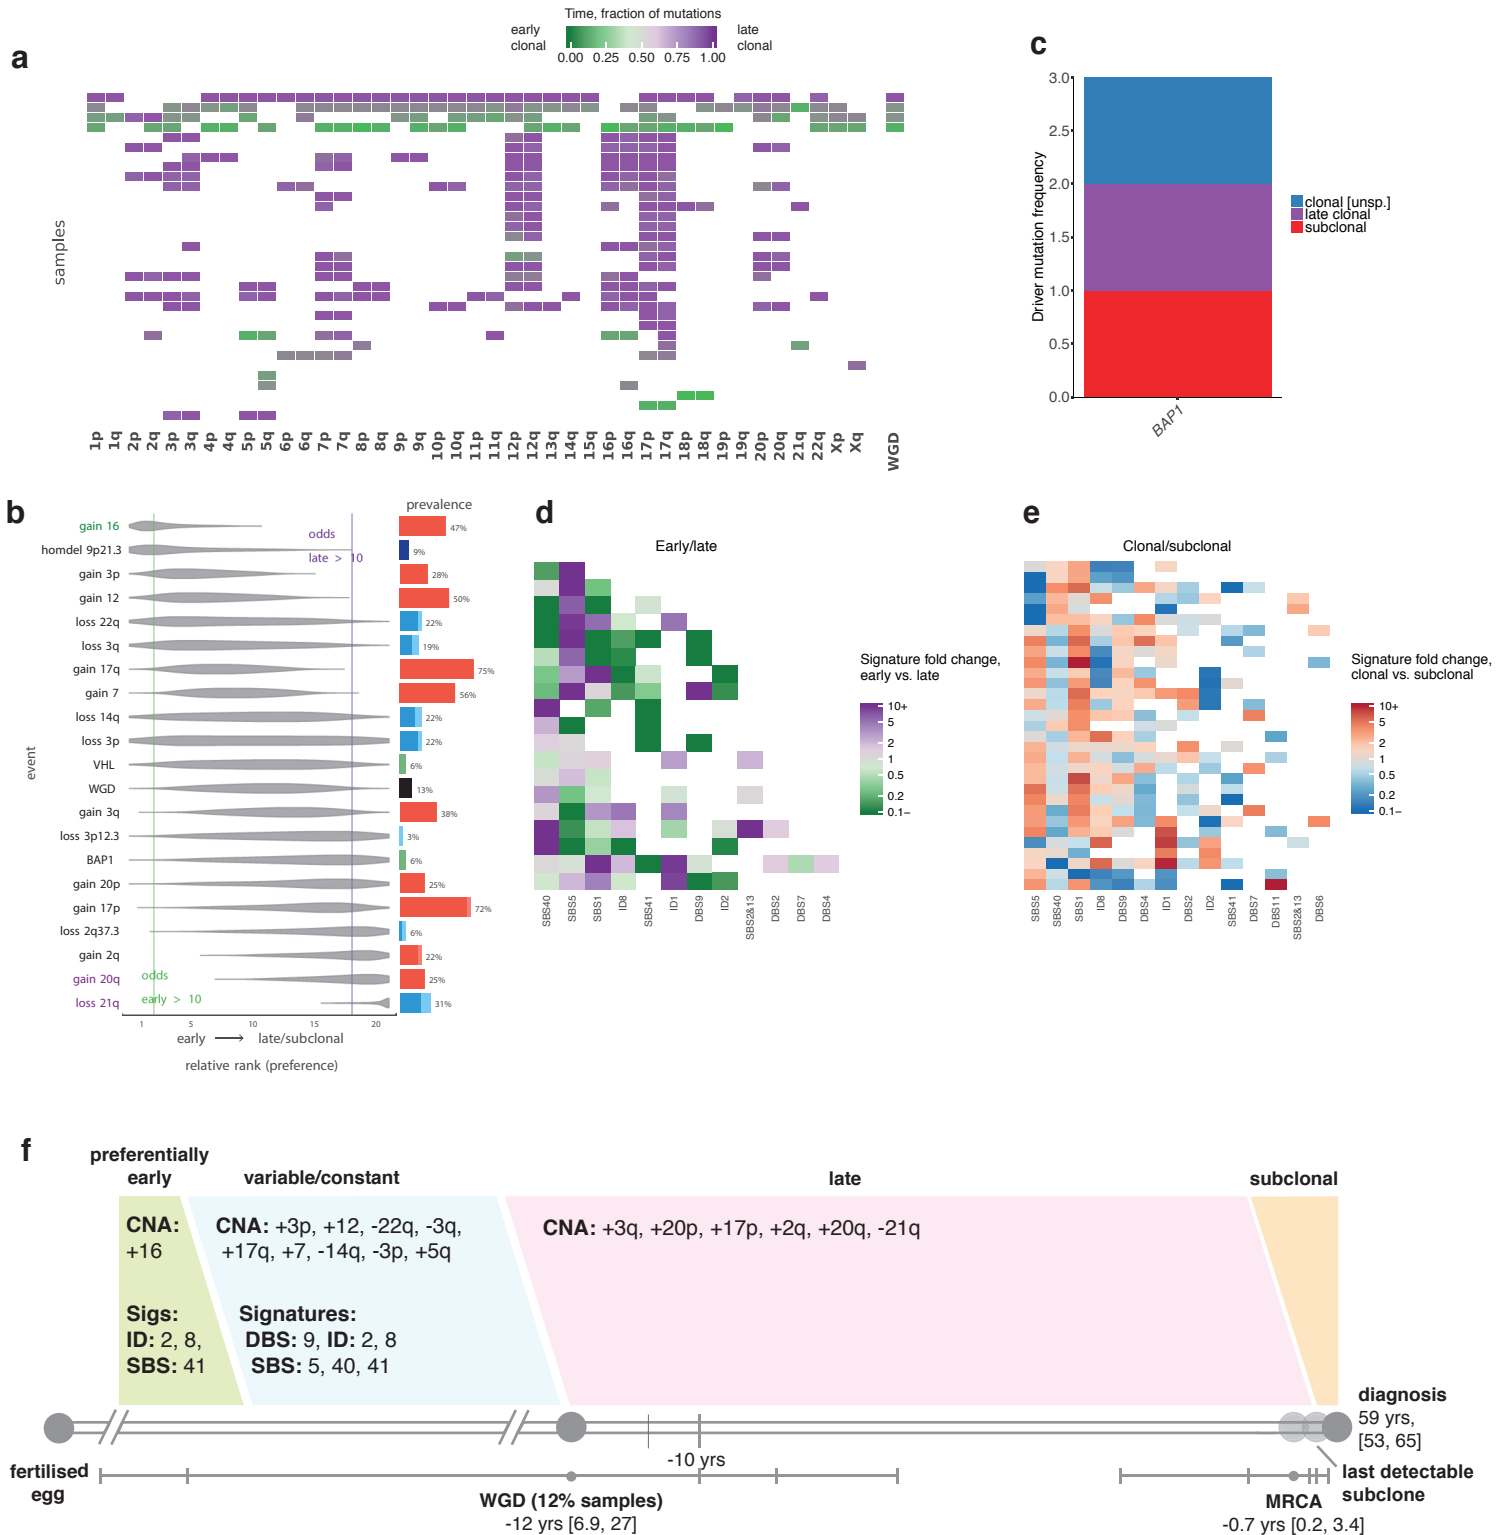 a
Time, fraction of mutations
early
clonal
late
clonal
0.00 0.25 0.50 0.75 1.00
samples
1p 1q 2p 2q 3p 3q 4p 4q 5p 5q 6p 6q 7p 7q 8p 8q 9p 9q 10p 10q 11p 11q 12p 12q 13q 14q 15q 16p 16q 17p 17q 18p 18q 19p 19q 20p 20q 21q 22q Xp Xq WGD
c
Driver mutation frequency
3.0
2.5
2.0
1.5
1.0
0.5
0.0
BAP1
clonal [unsp.]
late clonal
subclonal
b
prevalence
event
gain 16 47%
homdel 9p21.3 9%
gain 3p 28%
gain 12 50%
loss 22q 22%
loss 3q 19%
gain 17q 75%
gain 7 56%
loss 14q 22%
loss 3p 22%
VHL 6%
WGD 13%
gain 3q 38%
loss 3p12.3 3%
BAP1 6%
gain 20p 25%
gain 17p 72%
loss 2q37.3 6%
gain 2q 22%
gain 20q 25%
loss 21q 31%
odds
late > 10
odds
early > 10
1 5 10 15 20
early late/subclonal
relative rank (preference)
d
Early/late
Signature fold change,
early vs. late
10+
5
2
1
0.5
0.2
0.1−
SBS40 SBS5 SBS1 ID8 SBS41 ID1 DBS9 ID2 SBS2&13 DBS2 DBS7 DBS4
e
Clonal/subclonal
Signature fold change,
clonal vs. subclonal
10+
5
2
1
0.5
0.2
0.1−
SBS5 SBS40 SBS1 ID8 DBS9 DBS4 ID1 DBS2 ID2 SBS41 DBS7 DBS11 SBS2&13 DBS6
f
preferentially
early
variable/constant
late
subclonal
CNA:
+16
Sigs:
ID: 2, 8,
SBS: 41
CNA: +3p, +12, -22q, -3q,
+17q, +7, -14q, -3p, +5q
Signatures:
DBS: 9, ID: 2, 8
SBS: 5, 40, 41
CNA: +3q, +20p, +17p, +2q, +20q, -21q
diagnosis
59 yrs,
[53, 65]
-10 yrs
fertilised
egg
WGD (12% samples)
-12 yrs [6.9, 27]
last detectable
subclone
MRCA
-0.7 yrs [0.2, 3.4]